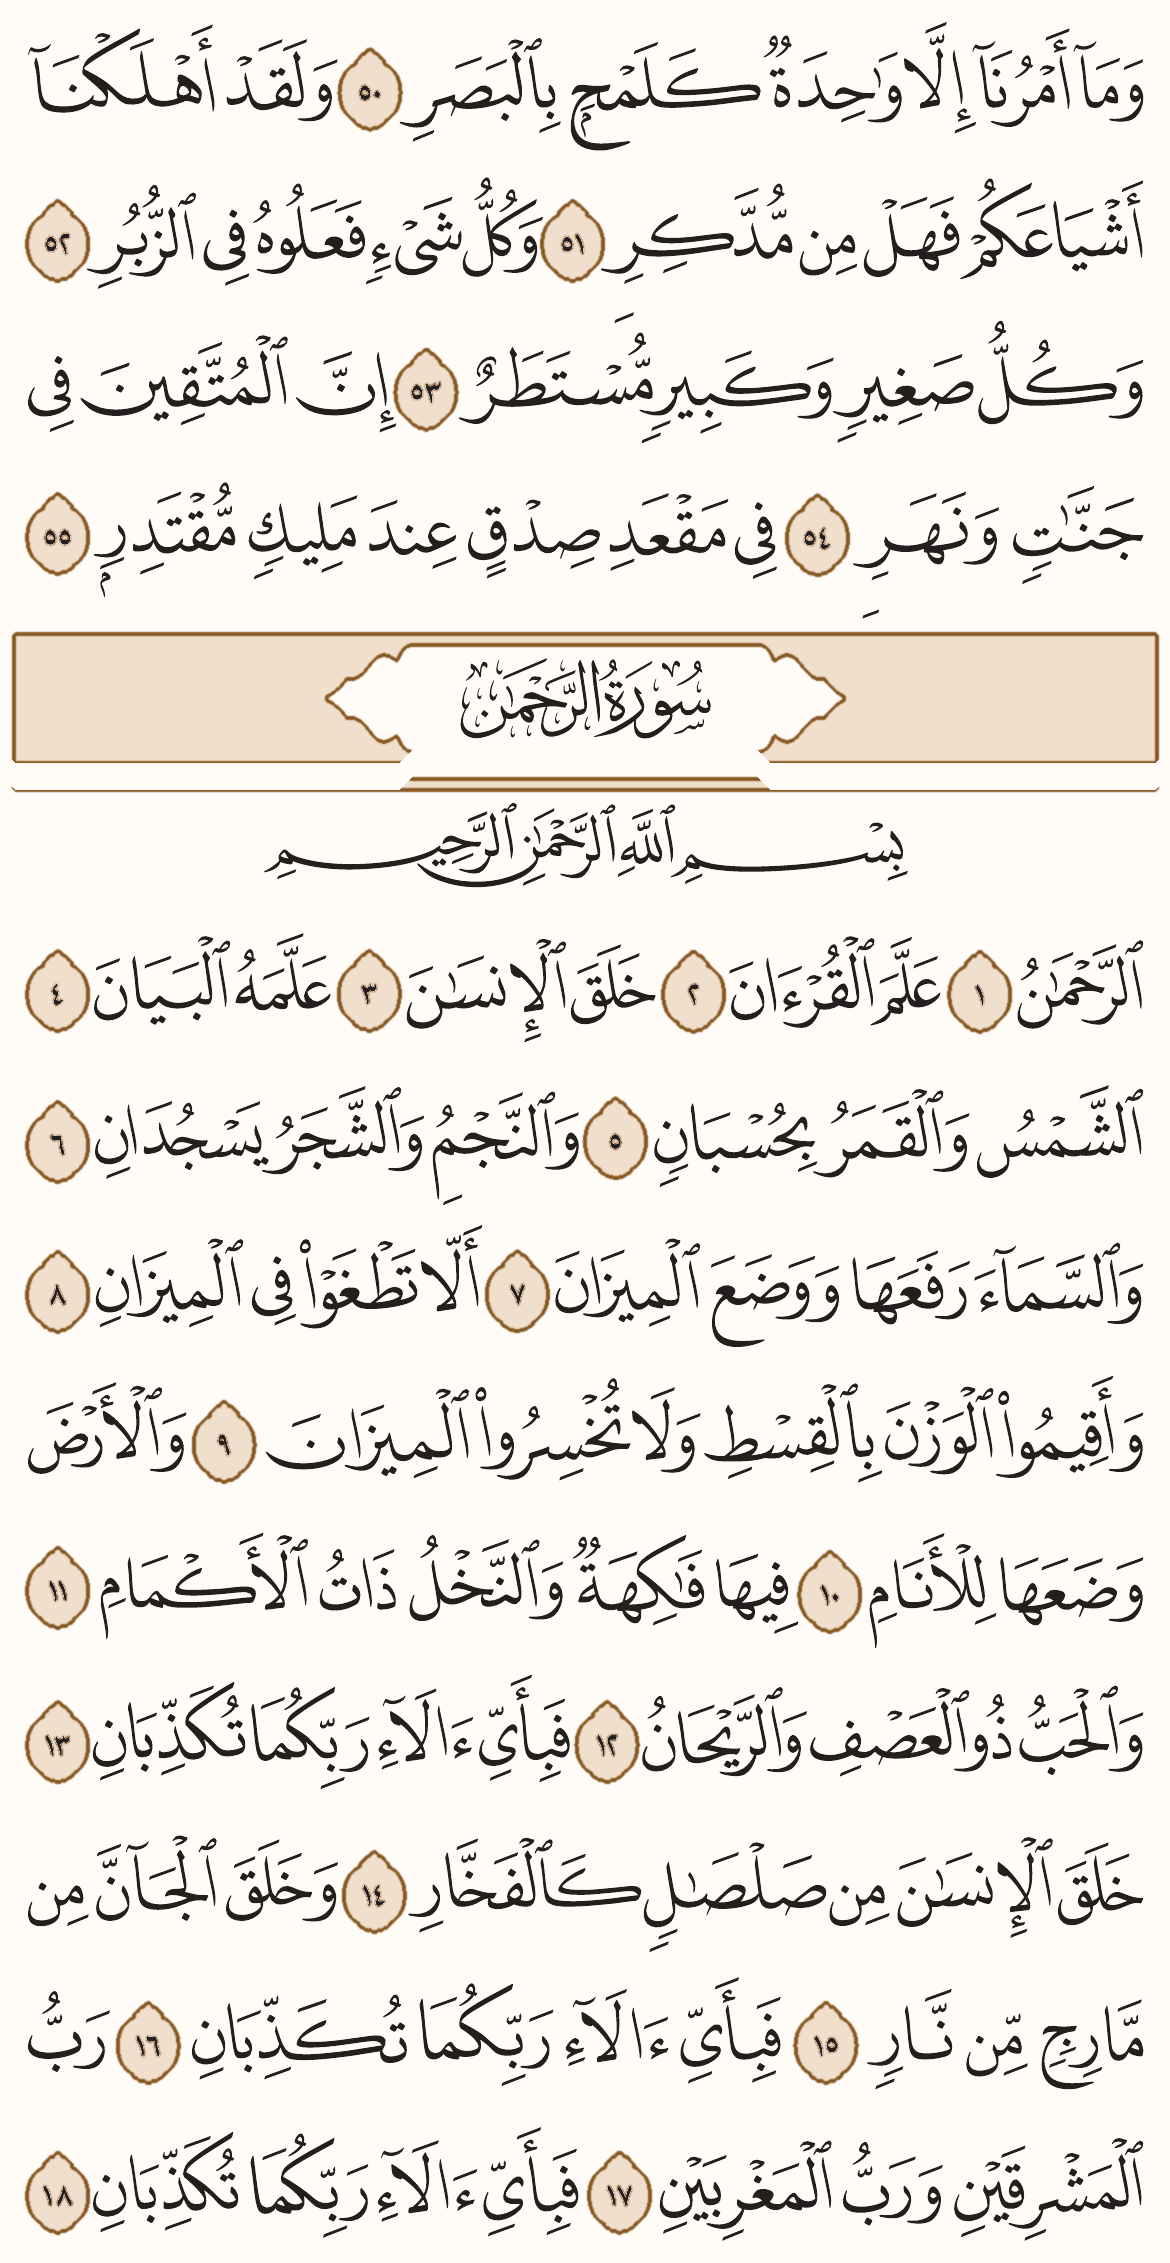 وَمَآ أَمْرُنَآ إِلَّا وَٰحِدَةٌ كَلَمْحٍۭ بِٱلْبَصَرِ ٥٠ وَلَقَدْ أَهْلَكْنَآ
أَشْيَاعَكُمْ فَهَلْ مِن مُّدَّكِرٍ ٥١ وَكُلُّ شَىْءٍ فَعَلُوهُ فِى ٱلزُّبُرِ ٥٢
وَكُلُّ صَغِيرٍ وَكَبِيرٍ مُّسْتَطَرٌ ٥٣ إِنَّ ٱلْمُتَّقِينَ فِى
جَنَّٰتٍ وَنَهَرٍ ٥٤ فِى مَقْعَدِ صِدْقٍ عِندَ مَلِيكٍ مُّقْتَدِرٍۭ ٥٥
سُورَةُ الرَّحْمَٰن
بِسْمِ ٱللَّهِ ٱلرَّحْمَٰنِ ٱلرَّحِيمِ
ٱلرَّحْمَٰنُ ١ عَلَّمَ ٱلْقُرْءَانَ ٢ خَلَقَ ٱلْإِنسَٰنَ ٣ عَلَّمَهُ ٱلْبَيَانَ ٤
ٱلشَّمْسُ وَٱلْقَمَرُ بِحُسْبَانٍ ٥ وَٱلنَّجْمُ وَٱلشَّجَرُ يَسْجُدَانِ ٦
وَٱلسَّمَآءَ رَفَعَهَا وَوَضَعَ ٱلْمِيزَانَ ٧ أَلَّا تَطْغَوْا۟ فِى ٱلْمِيزَانِ ٨
وَأَقِيمُوا۟ ٱلْوَزْنَ بِٱلْقِسْطِ وَلَا تُخْسِرُوا۟ ٱلْمِيزَانَ ٩ وَٱلْأَرْضَ
وَضَعَهَا لِلْأَنَامِ ١٠ فِيهَا فَٰكِهَةٌ وَٱلنَّخْلُ ذَاتُ ٱلْأَكْمَامِ ١١
وَٱلْحَبُّ ذُو ٱلْعَصْفِ وَٱلرَّيْحَانُ ١٢ فَبِأَىِّ ءَالَآءِ رَبِّكُمَا تُكَذِّبَانِ ١٣
خَلَقَ ٱلْإِنسَٰنَ مِن صَلْصَٰلٍ كَٱلْفَخَّارِ ١٤ وَخَلَقَ ٱلْجَآنَّ مِن
مَّارِجٍ مِّن نَّارٍ ١٥ فَبِأَىِّ ءَالَآءِ رَبِّكُمَا تُكَذِّبَانِ ١٦ رَبُّ
ٱلْمَشْرِقَيْنِ وَرَبُّ ٱلْمَغْرِبَيْنِ ١٧ فَبِأَىِّ ءَالَآءِ رَبِّكُمَا تُكَذِّبَانِ ١٨